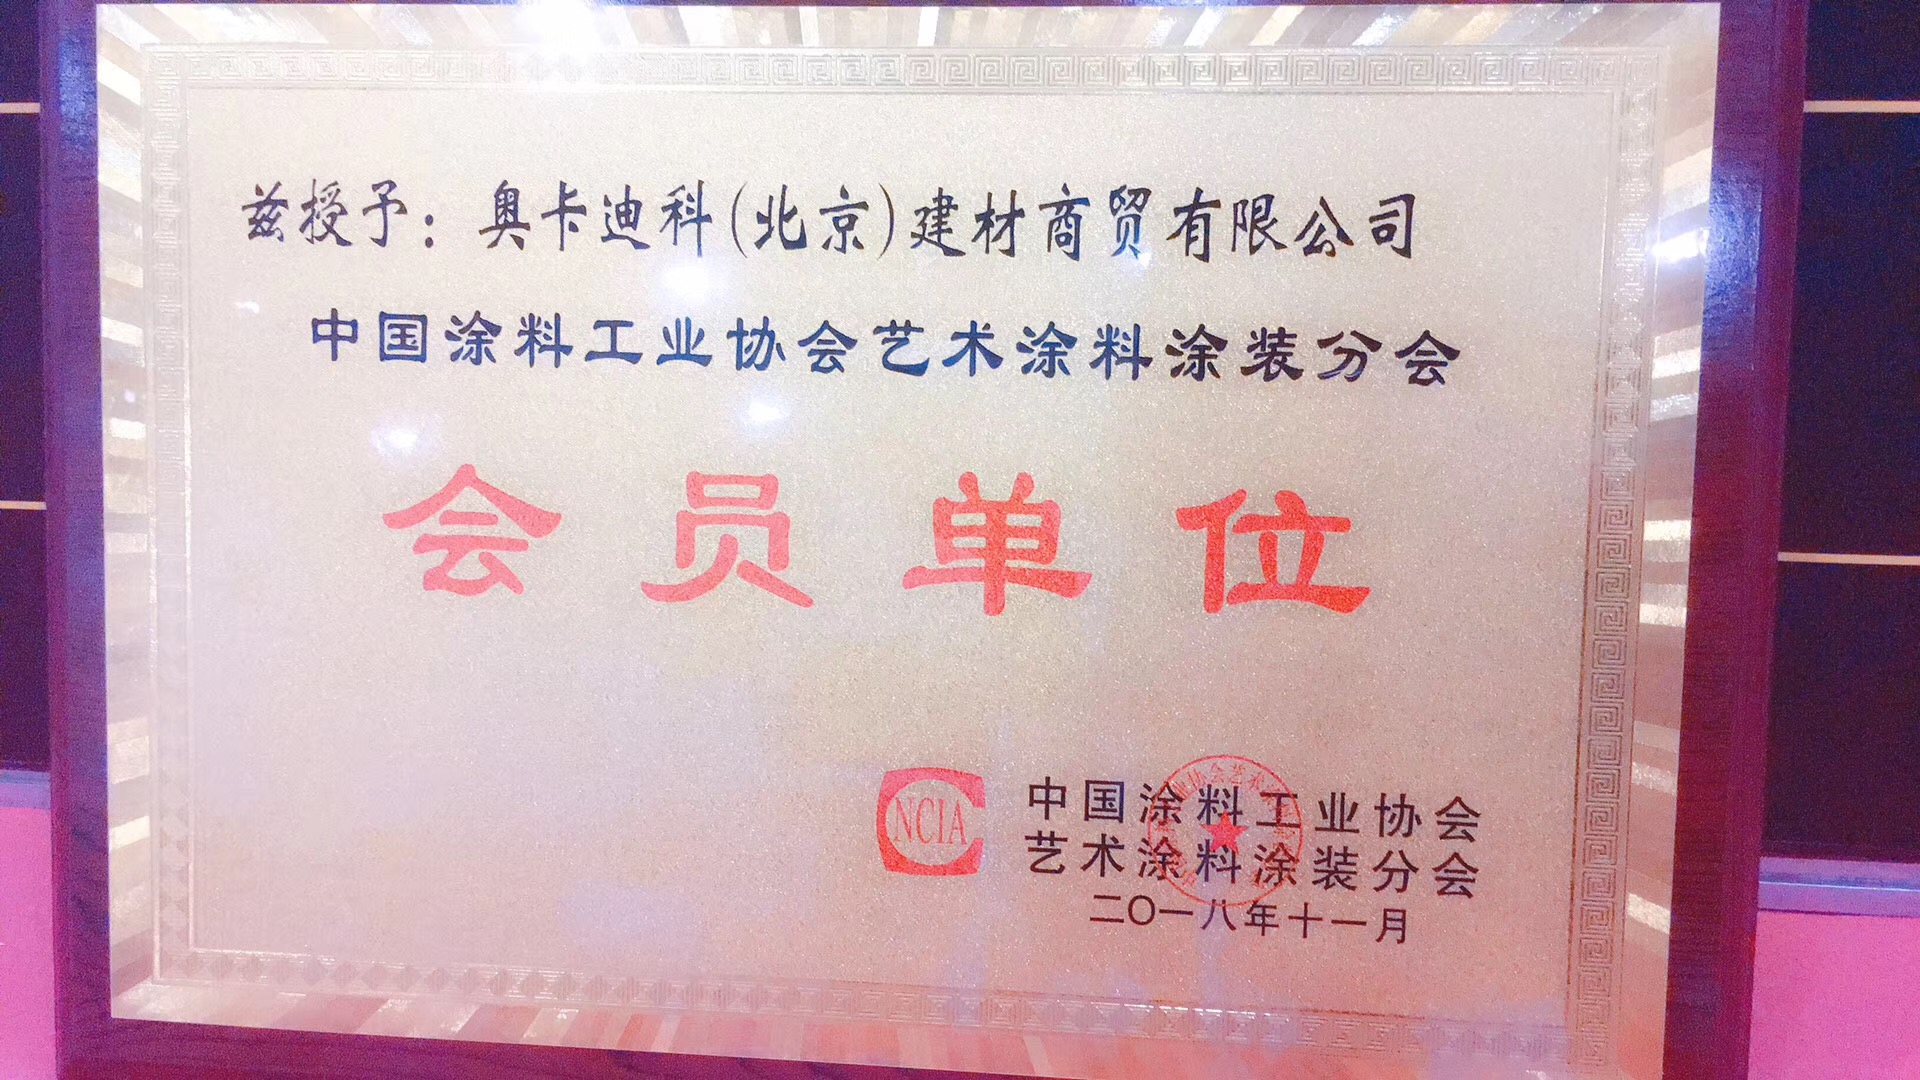 兹授予：奥卡迪科(北京)建材商贸有限公司
中国涂料工业协会艺术涂料涂装分会
会员单位
NCIA
中国涂料工业协会
艺术涂料涂装分会
二〇一八年十一月